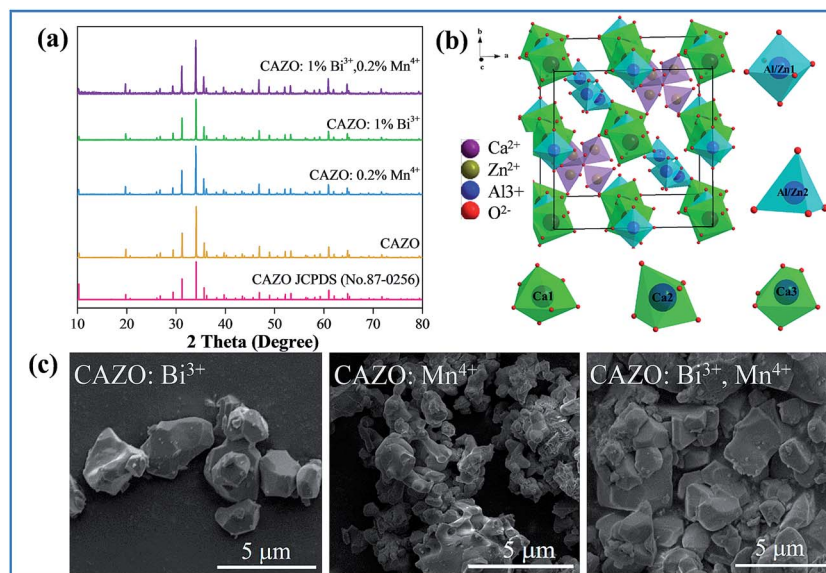 (a)
CAZO: 1% Bi³⁺,0.2% Mn⁴⁺
CAZO: 1% Bi³⁺
CAZO: 0.2% Mn⁴⁺
CAZO
CAZO JCPDS (No.87-0256)
10 20 30 40 50 60 70 80
2 Theta (Degree)
(b)
b
a
c
Ca²⁺
Zn²⁺
Al3+
O²⁻
Al/Zn1
Al/Zn2
Ca1
Ca2
Ca3
(c)
CAZO: Bi³⁺
5 μm
CAZO: Mn⁴⁺
5 μm
CAZO: Bi³⁺, Mn⁴⁺
5 μm